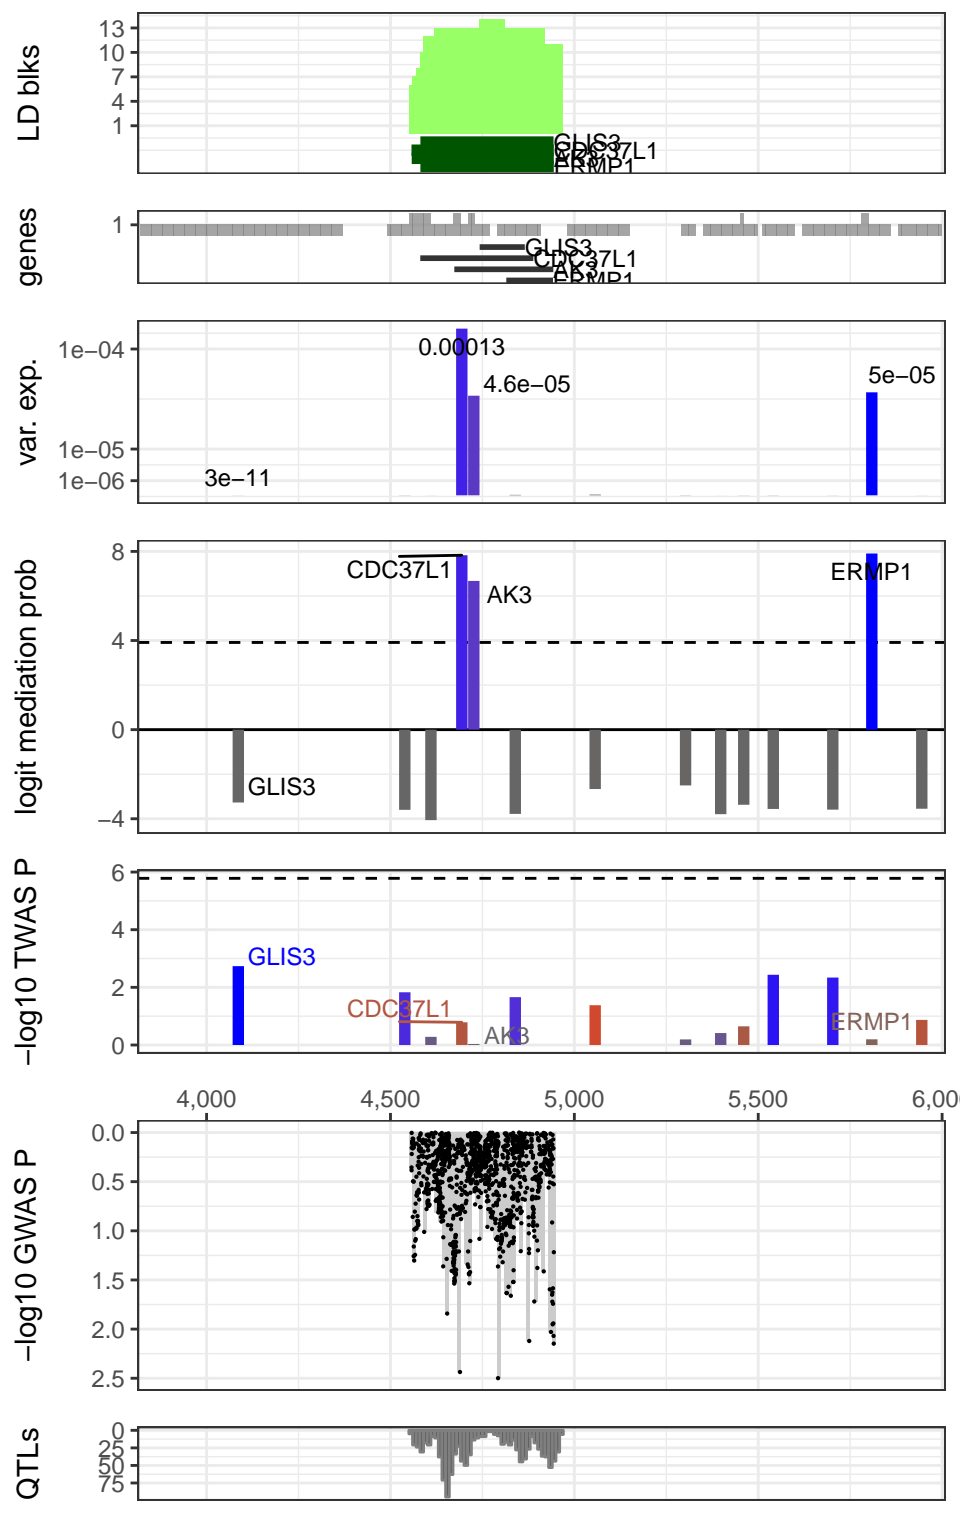 LD blks
13
10
7
4
1
GLIS3
CDC37L1
AK3
ERMP1
genes
1
GLIS3
CDC37L1
AK3
ERMP1
var. exp.
1e−04
1e−05
1e−06
0.00013
4.6e−05
5e−05
3e−11
logit mediation prob
8
4
0
−4
CDC37L1
AK3
ERMP1
GLIS3
−log10 TWAS P
6
4
2
0
GLIS3
CDC37L1
AK3
ERMP1
4,000 4,500 5,000 5,500 6,00
−log10 GWAS P
0.0
0.5
1.0
1.5
2.0
2.5
QTLs
0
25
50
75